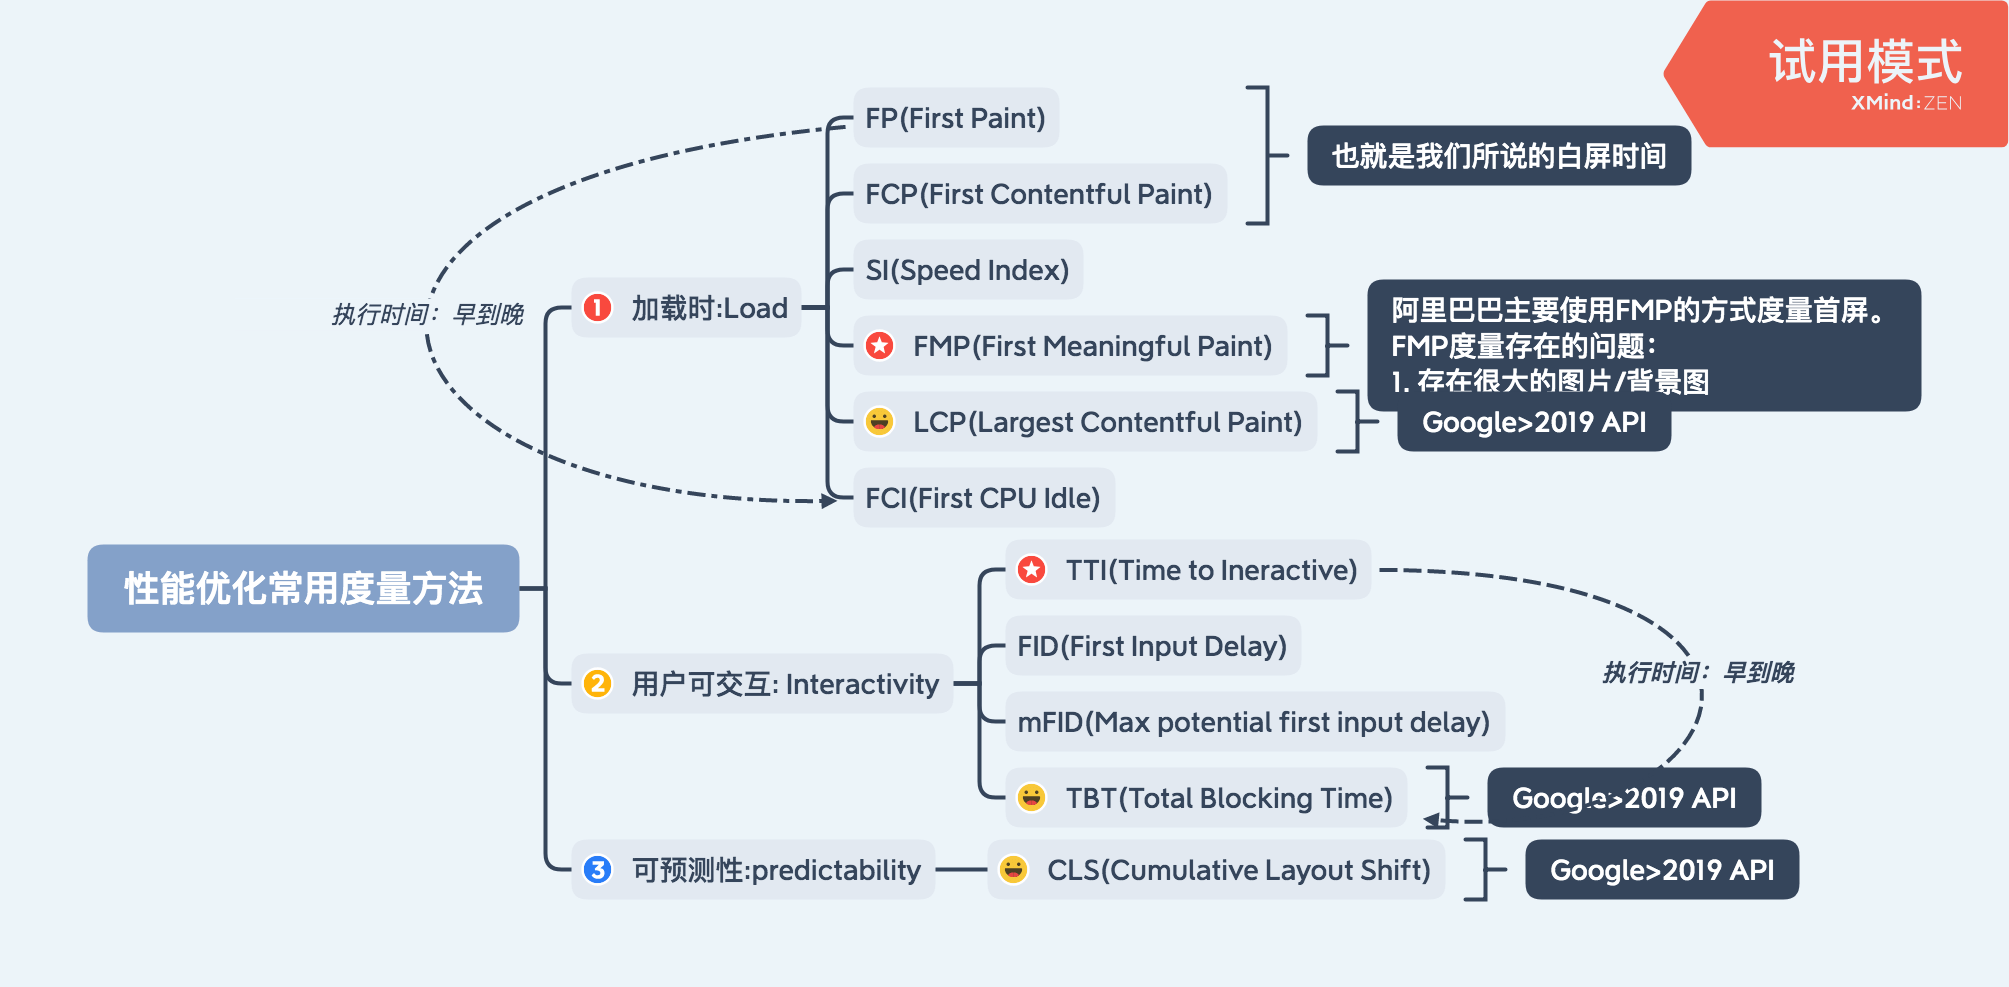 试用模式
XMind:ZEN
FP(First Paint)
也就是我们所说的白屏时间
FCP(First Contentful Paint)
SI(Speed Index)
执行时间：早到晚
1 加载时:Load
阿里巴巴主要使用FMP的方式度量首屏。
FMP度量存在的问题：
1. 存在很大的图片/背景图
FMP(First Meaningful Paint)
LCP(Largest Contentful Paint)
Google>2019 API
FCI(First CPU Idle)
性能优化常用度量方法
TTI(Time to Ineractive)
FID(First Input Delay)
执行时间：早到晚
2 用户可交互: Interactivity
mFID(Max potential first input delay)
TBT(Total Blocking Time)
Google>2019 API
3 可预测性:predictability
CLS(Cumulative Layout Shift)
Google>2019 API